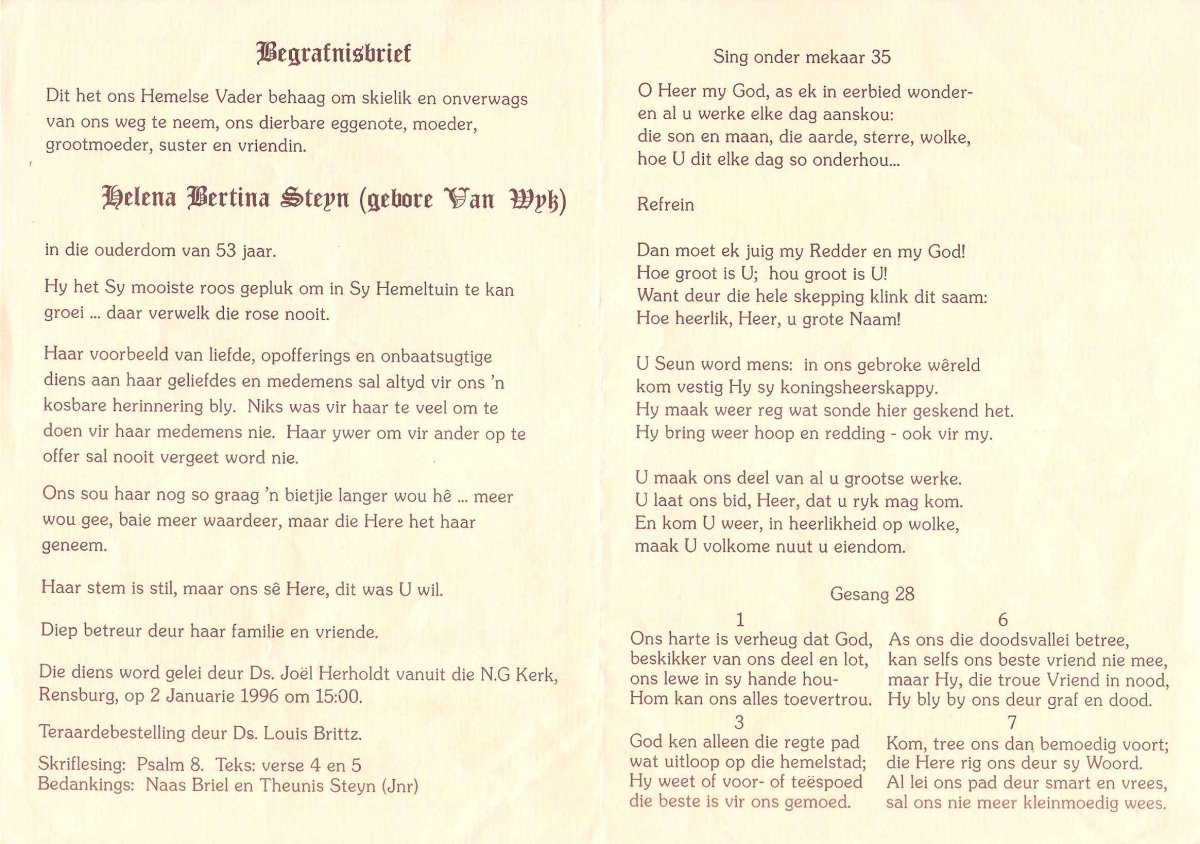 Begrafnisbrief
Dit het ons Hemelse Vader behaag om skielik en onverwags
van ons weg te neem, ons dierbare eggenote, moeder,
grootmoeder, suster en vriendin.
Helena Bertina Steyn (gebore Van Wyk)
in die ouderdom van 53 jaar.
Hy het Sy mooiste roos gepluk om in Sy Hemeltuin te kan
groei ... daar verwelk die rose nooit.
Haar voorbeeld van liefde, opofferings en onbaatsugtige
diens aan haar geliefdes en medemens sal altyd vir ons 'n
kosbare herinnering bly. Niks was vir haar te veel om te
doen vir haar medemens nie. Haar ywer om vir ander op te
offer sal nooit vergeet word nie.
Ons sou haar nog so graag 'n bietjie langer wou hê ... meer
wou gee, baie meer waardeer, maar die Here het haar
geneem.
Haar stem is stil, maar ons sê Here, dit was U wil.
Diep betreur deur haar familie en vriende.
Die diens word gelei deur Ds. Joël Herholdt vanuit die N.G Kerk,
Rensburg, op 2 Januarie 1996 om 15:00.
Teraardebestelling deur Ds. Louis Brittz.
Skriflesing: Psalm 8. Teks: verse 4 en 5
Bedankings: Naas Briel en Theunis Steyn (Jnr)
Sing onder mekaar 35
O Heer my God, as ek in eerbied wonder-
en al u werke elke dag aanskou:
die son en maan, die aarde, sterre, wolke,
hoe U dit elke dag so onderhou...
Refrein
Dan moet ek juig my Redder en my God!
Hoe groot is U; hou groot is U!
Want deur die hele skepping klink dit saam:
Hoe heerlik, Heer, u grote Naam!
U Seun word mens: in ons gebroke wêreld
kom vestig Hy sy koningsheerskappy.
Hy maak weer reg wat sonde hier geskend het.
Hy bring weer hoop en redding - ook vir my.
U maak ons deel van al u grootse werke.
U laat ons bid, Heer, dat u ryk mag kom.
En kom U weer, in heerlikheid op wolke,
maak U volkome nuut u eiendom.
Gesang 28
1
Ons harte is verheug dat God,
beskikker van ons deel en lot,
ons lewe in sy hande hou-
Hom kan ons alles toevertrou.
3
God ken alleen die regte pad
wat uitloop op die hemelstad;
Hy weet of voor- of teëspoed
die beste is vir ons gemoed.
6
As ons die doodsvallei betree,
kan selfs ons beste vriend nie mee,
maar Hy, die troue Vriend in nood,
Hy bly by ons deur graf en dood.
7
Kom, tree ons dan bemoedig voort;
die Here rig ons deur sy Woord.
Al lei ons pad deur smart en vrees,
sal ons nie meer kleinmoedig wees.